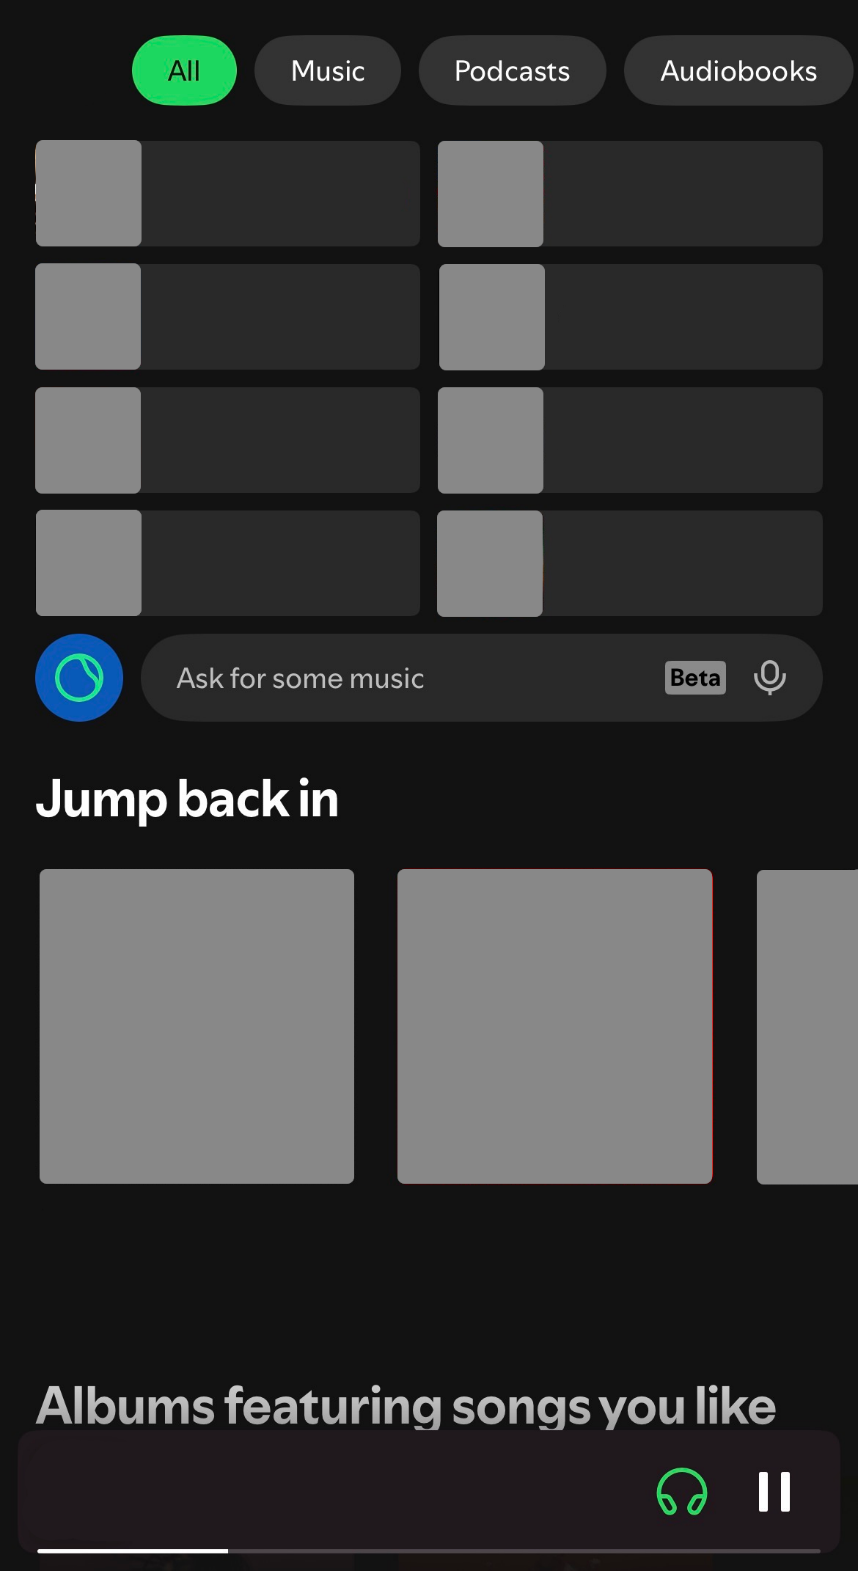 All
Music
Podcasts
Audiobooks
Ask for some music
Beta
Jump back in
Albums featuring songs you like